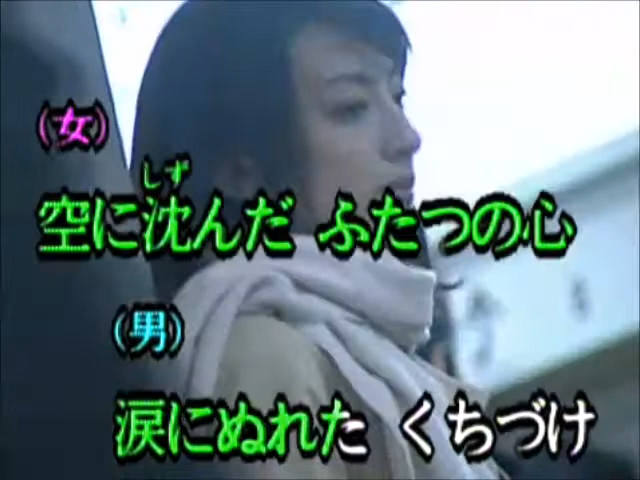 (女)
しず
空に沈んだ ふたつの心
(男)
涙にぬれた くちづけ